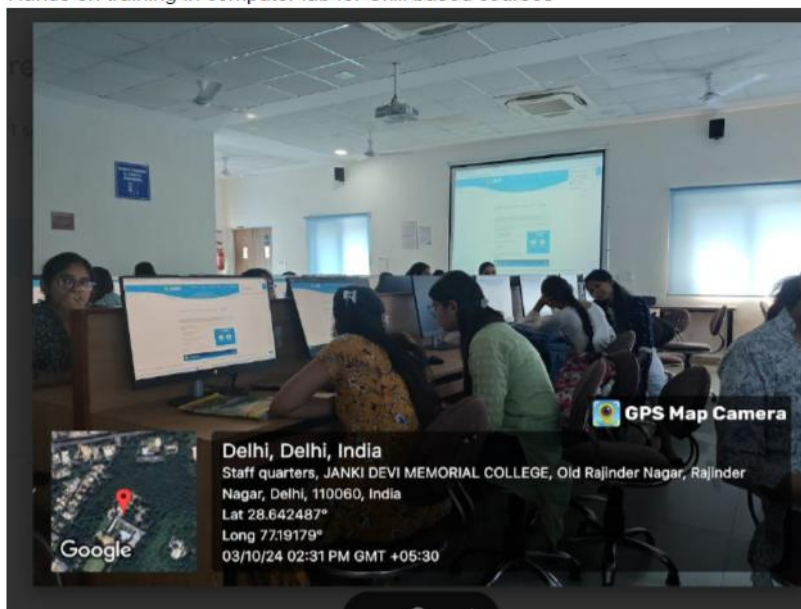 Hands on training in computer lab for Skill based courses
GPS Map Camera
Delhi, Delhi, India
Staff quarters, JANKI DEVI MEMORIAL COLLEGE, Old Rajinder Nagar, Rajinder
Nagar, Delhi, 110060, India
Lat 28.642487°
Long 77.19179°
03/10/24 02:31 PM GMT +05:30
Google